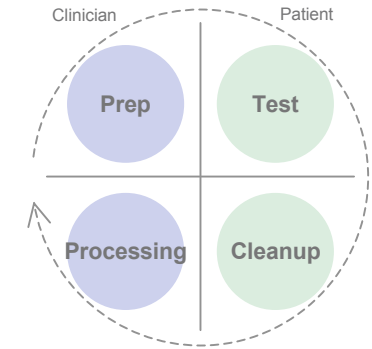 Clinician
Patient
Prep
Test
Processing
Cleanup